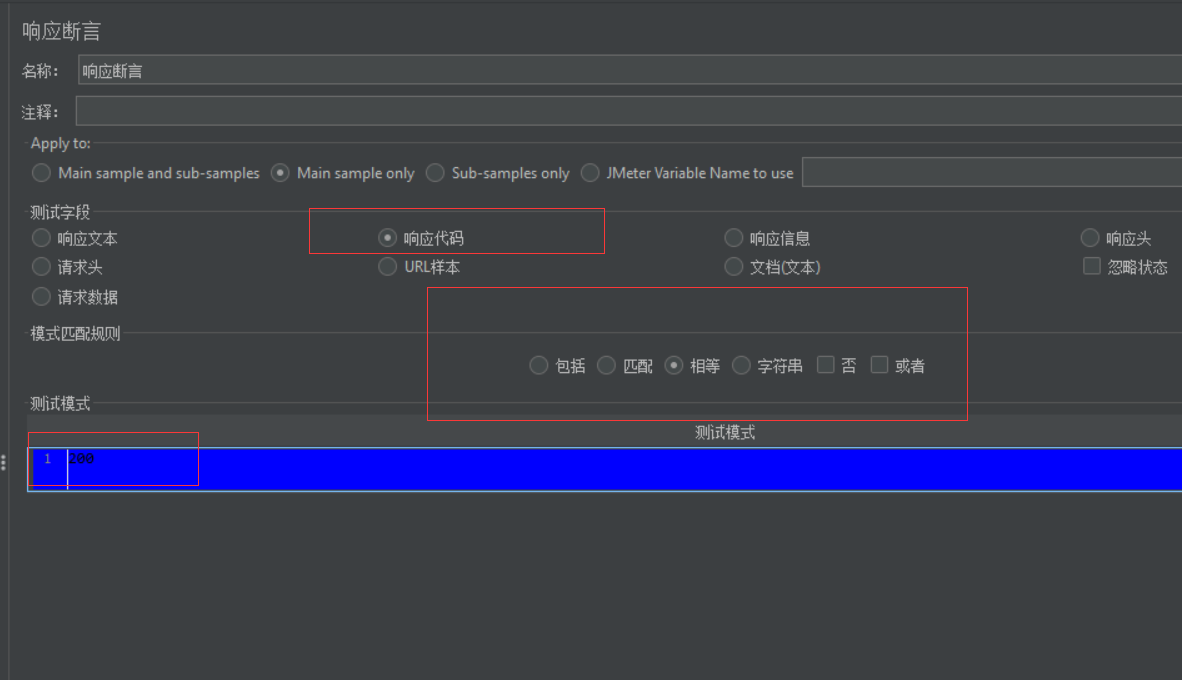 响应断言
名称： 响应断言
注释：
Apply to:
Main sample and sub-samples Main sample only Sub-samples only JMeter Variable Name to use
测试字段
响应文本 响应代码 响应信息 响应头
请求头 URL样本 文档(文本) 忽略状态
请求数据
模式匹配规则
包括 匹配 相等 字符串 否 或者
测试模式
测试模式
1 200